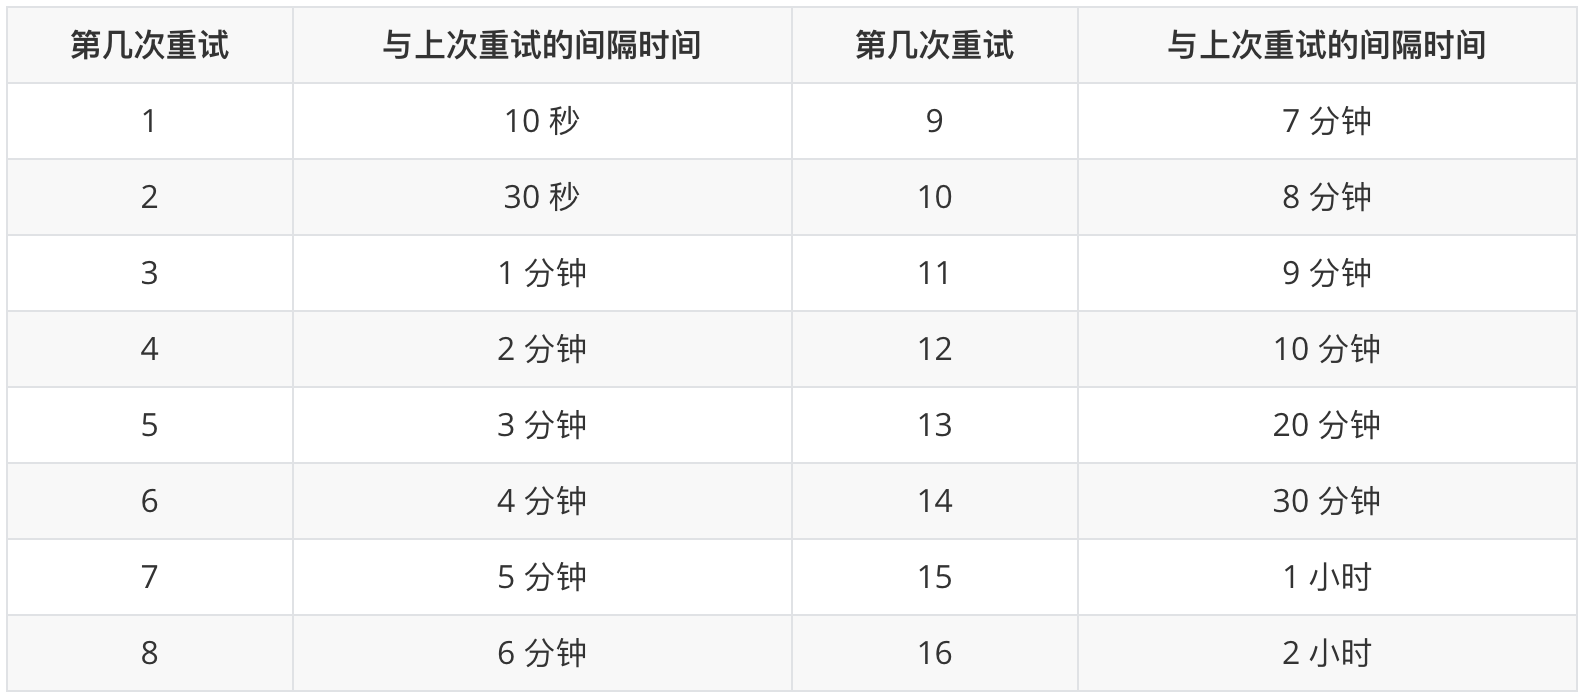 第几次重试 与上次重试的间隔时间 第几次重试 与上次重试的间隔时间
1 10 秒 9 7 分钟
2 30 秒 10 8 分钟
3 1 分钟 11 9 分钟
4 2 分钟 12 10 分钟
5 3 分钟 13 20 分钟
6 4 分钟 14 30 分钟
7 5 分钟 15 1 小时
8 6 分钟 16 2 小时